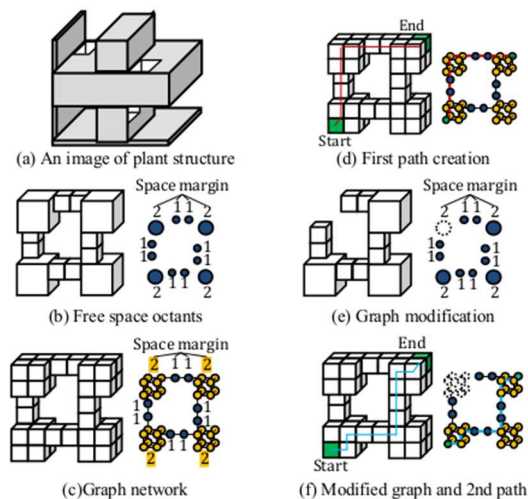 (a) An image of plant structure
Space margin
2 1 1 2
1 1
1 1
2 1 1 2
(b) Free space octants
Space margin
2 1 1 2
1 1
1 1
2 1 1 2
(c)Graph network
End
Start
(d) First path creation
Space margin
2 1 1 2
1 1
1 1
2 1 1 2
(e) Graph modification
End
Start
(f) Modified graph and 2nd path